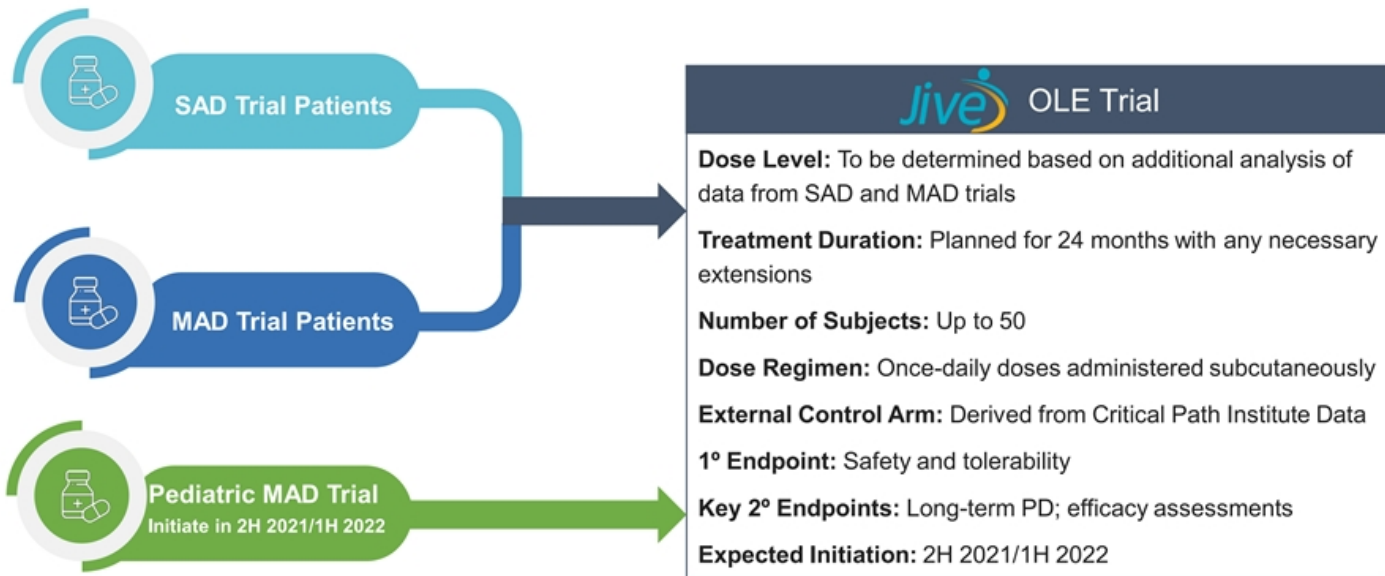 SAD Trial Patients
MAD Trial Patients
Pediatric MAD Trial
Initiate in 2H 2021/1H 2022
Jive OLE Trial
Dose Level: To be determined based on additional analysis of
data from SAD and MAD trials
Treatment Duration: Planned for 24 months with any necessary
extensions
Number of Subjects: Up to 50
Dose Regimen: Once-daily doses administered subcutaneously
External Control Arm: Derived from Critical Path Institute Data
1º Endpoint: Safety and tolerability
Key 2º Endpoints: Long-term PD; efficacy assessments
Expected Initiation: 2H 2021/1H 2022